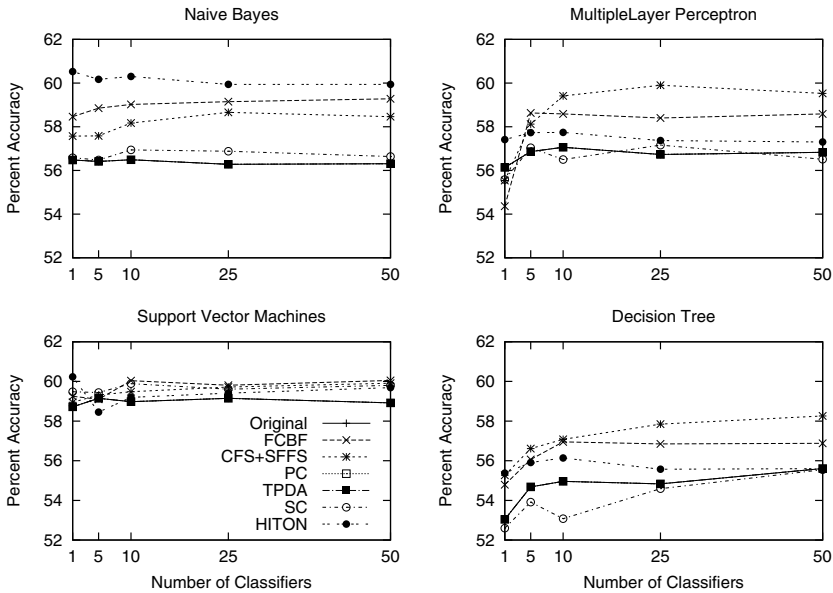 Naive Bayes
62
60
58
56
54
52
Percent Accuracy
1 5 10 25 50
MultipleLayer Perceptron
62
60
58
56
54
52
Percent Accuracy
1 5 10 25 50
Support Vector Machines
62
60
58
56
54
52
Percent Accuracy
Original
FCBF
CFS+SFFS
PC
TPDA
SC
HITON
1 5 10 25 50
Number of Classifiers
Decision Tree
62
60
58
56
54
52
Percent Accuracy
1 5 10 25 50
Number of Classifiers